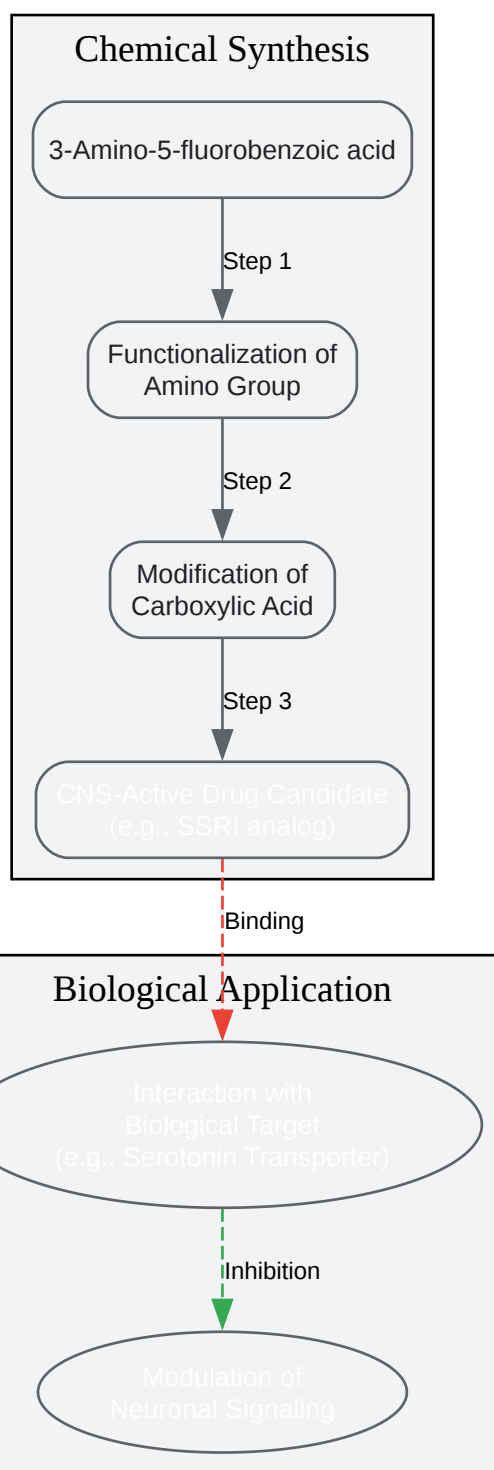 Chemical Synthesis
3-Amino-5-fluorobenzoic acid
Step 1
Functionalization of
Amino Group
Step 2
Modification of
Carboxylic Acid
Step 3
CNS-Active Drug Candidate
(e.g., SSRI analog)
Binding
Biological Application
Interaction with
Biological Target
(e.g., Serotonin Transporter)
Inhibition
Modulation of
Neuronal Signaling